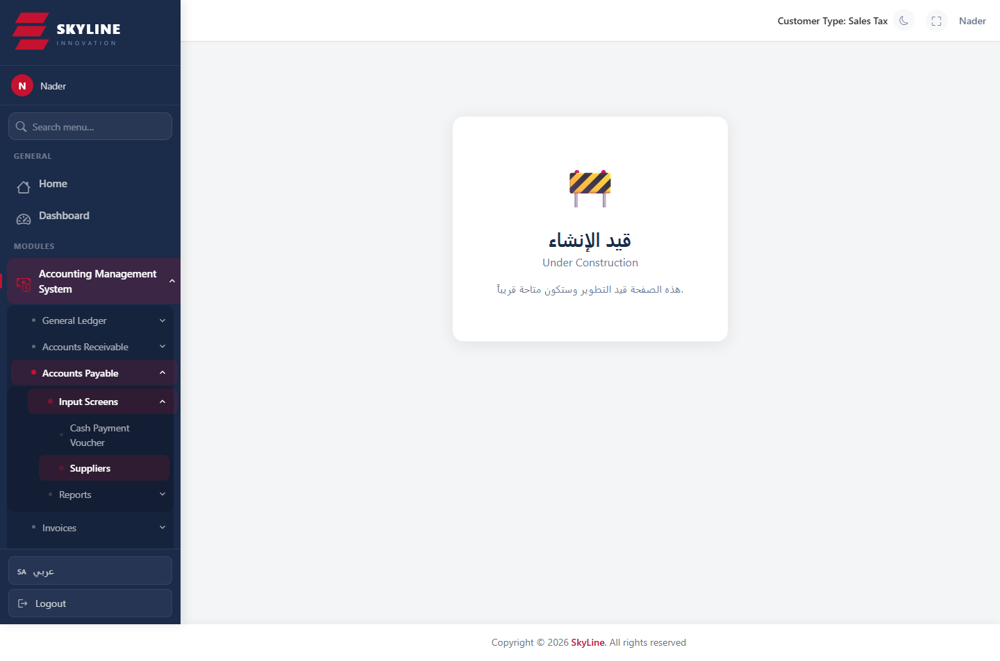 SKYLINE
INNOVATION
N Nader
Search menu...
GENERAL
Home
Dashboard
MODULES
Accounting Management
System
General Ledger
Accounts Receivable
Accounts Payable
Input Screens
Cash Payment
Voucher
Suppliers
Reports
Invoices
SA عربي
Logout
Customer Type: Sales Tax
Nader
قيد الإنشاء
Under Construction
هذه الصفحة قيد التطوير وستكون متاحة قريباً.
Copyright © 2026 SkyLine. All rights reserved